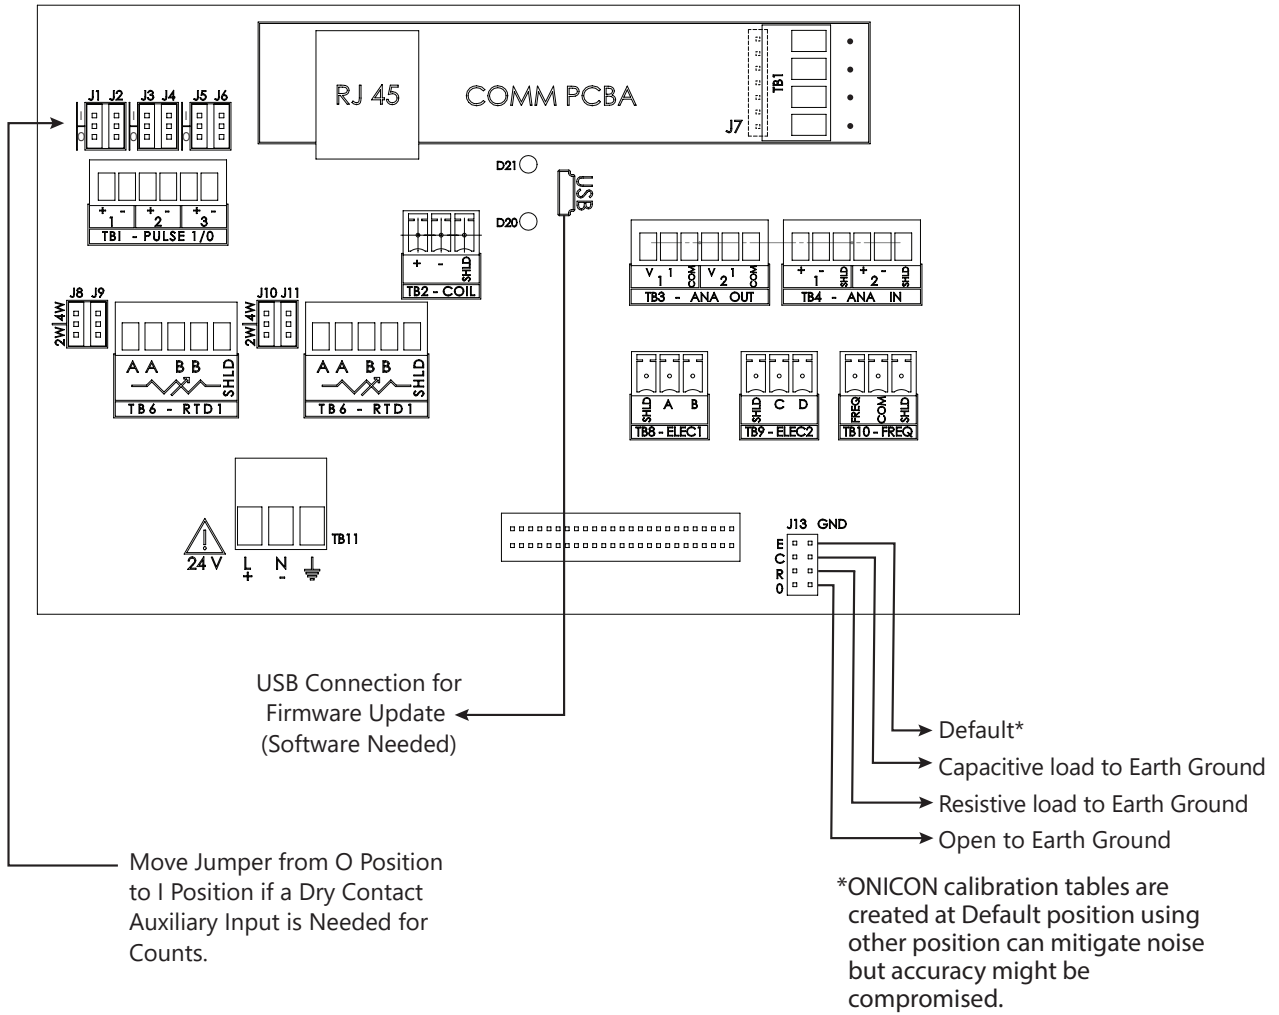 RJ 45
COMM PCBA
TB1
J7
J1 J2 J3 J4 J5 J6
I
O
I
O
I
O
D21
USB
D20
+ - + - + -
1 2 3
TB1 - PULSE 1/0
+ - SHLD
TB2 - COIL
V 1 COM V 1 COM
1 2
TB3 - ANA OUT
+ - SHLD + - SHLD
1 2
TB4 - ANA IN
J8 J9
2W 4W
A A B B SHLD
TB6 - RTD1
J10 J11
2W 4W
A A B B SHLD
TB6 - RTD1
SHLD A B
TB8 - ELEC1
SHLD C D
TB9 - ELEC2
FREQ COM SHLD
TB10 - FREQ
!
24 V
L N
+ -
TB11
J13 GND
E
C
R
0
USB Connection for
Firmware Update
(Software Needed)
Default*
Capacitive load to Earth Ground
Resistive load to Earth Ground
Open to Earth Ground
Move Jumper from O Position
to I Position if a Dry Contact
Auxiliary Input is Needed for
Counts.
*ONICON calibration tables are
created at Default position using
other position can mitigate noise
but accuracy might be
compromised.